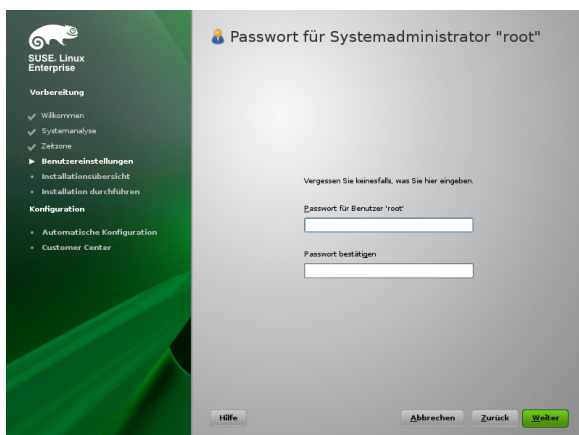 SUSE. Linux
Enterprise
Vorbereitung
Willkommen
Systemanalyse
Zeitzone
Benutzereinstellungen
Installationsübersicht
Installation durchführen
Konfiguration
Automatische Konfiguration
Customer Center
Passwort für Systemadministrator "root"
Vergessen Sie keinesfalls, was Sie hier eingeben.
Passwort für Benutzer 'root'
Passwort bestätigen
Hilfe
Abbrechen
Zurück
Weiter